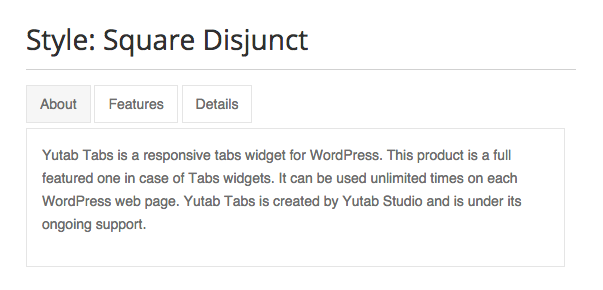 Style: Square Disjunct
About Features Details
Yutab Tabs is a responsive tabs widget for WordPress. This product is a full
featured one in case of Tabs widgets. It can be used unlimited times on each
WordPress web page. Yutab Tabs is created by Yutab Studio and is under its
ongoing support.